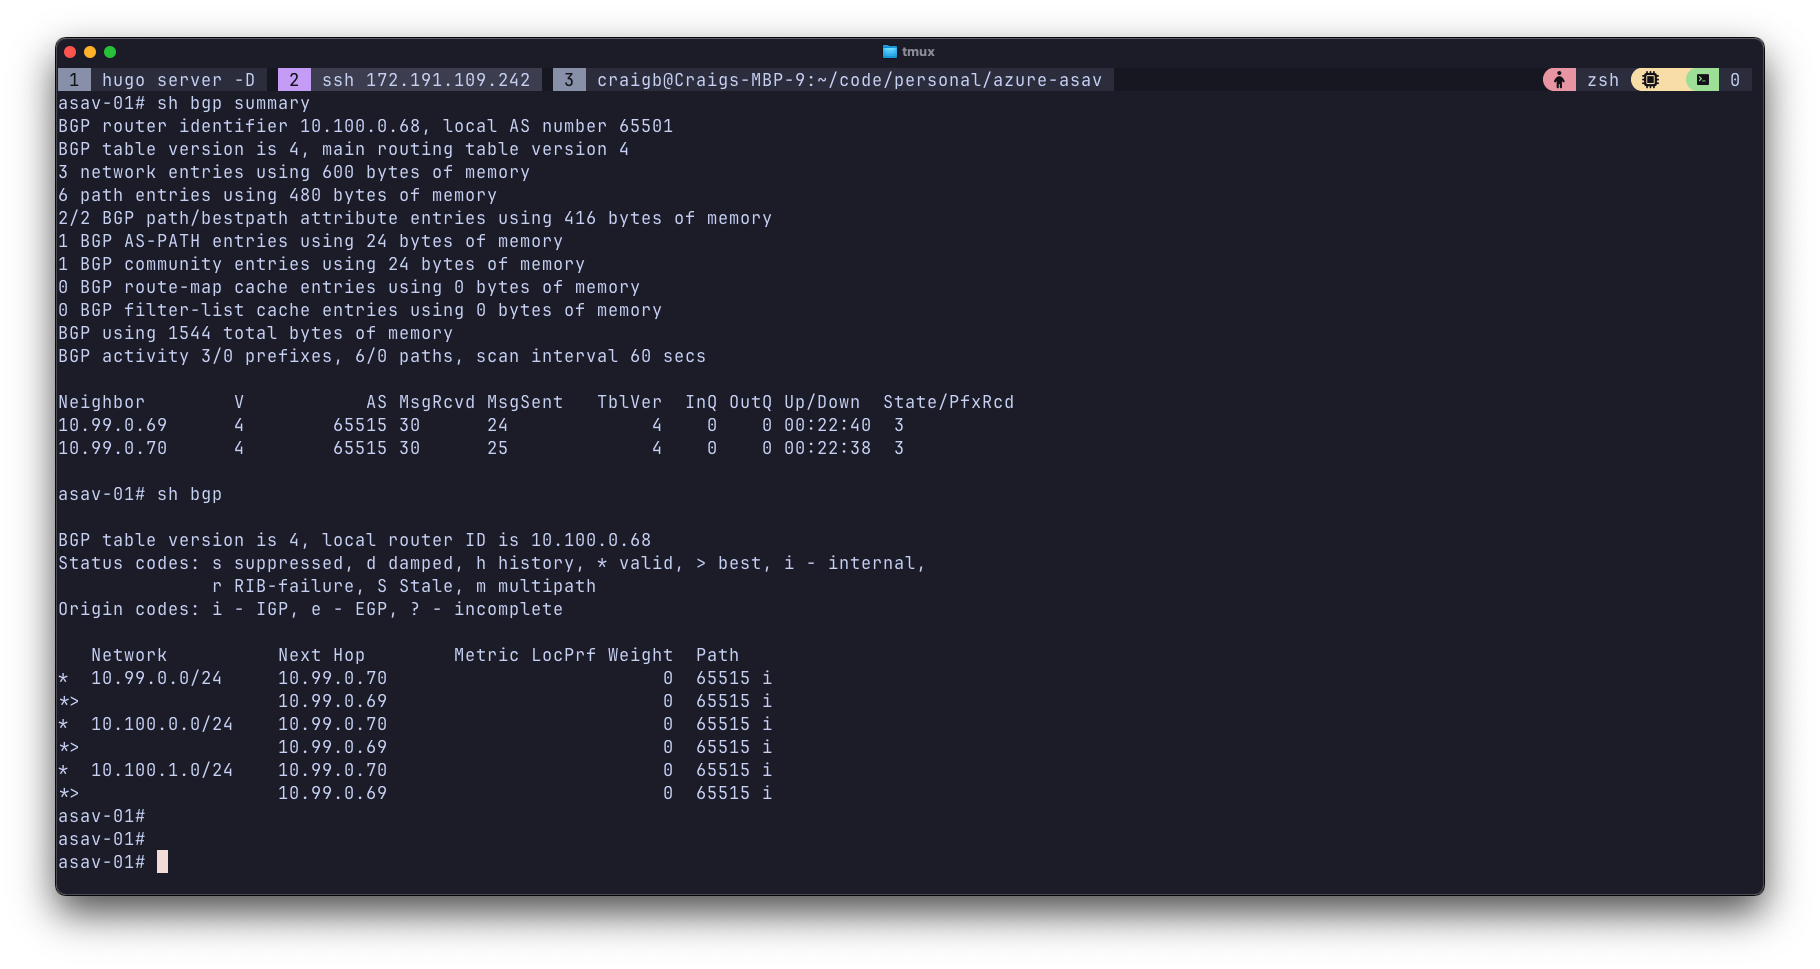 tmux
1 hugo server -D 2 ssh 172.191.109.242 3 craigb@Craigs-MBP-9:~/code/personal/azure-asav zsh 0
asav-01# sh bgp summary
BGP router identifier 10.100.0.68, local AS number 65501
BGP table version is 4, main routing table version 4
3 network entries using 600 bytes of memory
6 path entries using 480 bytes of memory
2/2 BGP path/bestpath attribute entries using 416 bytes of memory
1 BGP AS-PATH entries using 24 bytes of memory
1 BGP community entries using 24 bytes of memory
0 BGP route-map cache entries using 0 bytes of memory
0 BGP filter-list cache entries using 0 bytes of memory
BGP using 1544 total bytes of memory
BGP activity 3/0 prefixes, 6/0 paths, scan interval 60 secs
Neighbor        V           AS MsgRcvd MsgSent   TblVer  InQ OutQ Up/Down  State/PfxRcd
10.99.0.69      4        65515 30      24             4    0    0 00:22:40  3
10.99.0.70      4        65515 30      25             4    0    0 00:22:38  3
asav-01# sh bgp
BGP table version is 4, local router ID is 10.100.0.68
Status codes: s suppressed, d damped, h history, * valid, > best, i - internal,
              r RIB-failure, S Stale, m multipath
Origin codes: i - IGP, e - EGP, ? - incomplete
   Network          Next Hop        Metric LocPrf Weight  Path
*  10.99.0.0/24     10.99.0.70                         0  65515 i
*>                  10.99.0.69                         0  65515 i
*  10.100.0.0/24    10.99.0.70                         0  65515 i
*>                  10.99.0.69                         0  65515 i
*  10.100.1.0/24    10.99.0.70                         0  65515 i
*>                  10.99.0.69                         0  65515 i
asav-01#
asav-01#
asav-01#